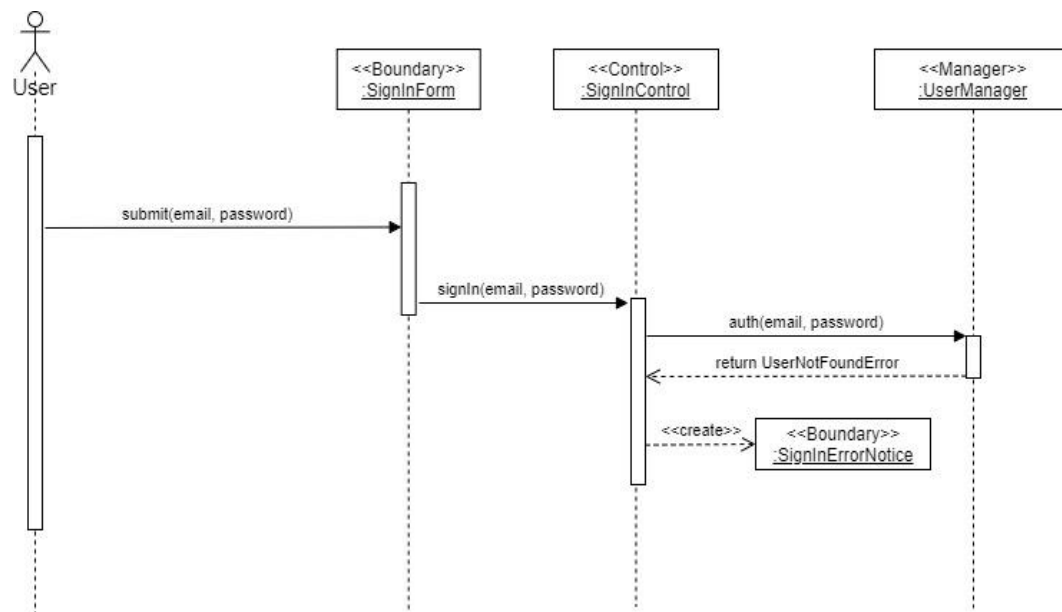 User
<<Boundary>>
:SignInForm
<<Control>>
:SignInControl
<<Manager>>
:UserManager
submit(email, password)
signIn(email, password)
auth(email, password)
return UserNotFoundError
<<create>>
<<Boundary>>
:SignInErrorNotice